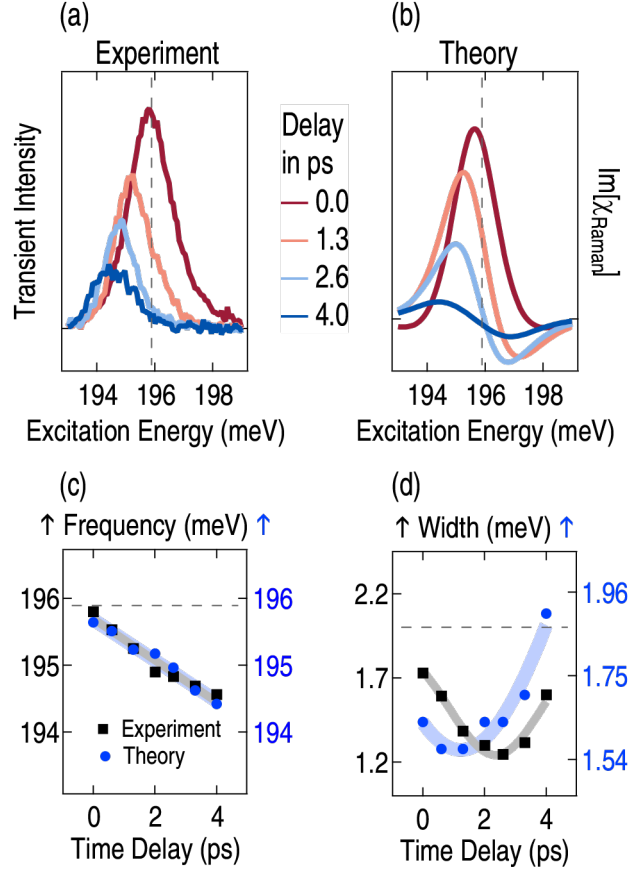 (a)
Experiment
Transient Intensity
194 196 198
Excitation Energy (meV)
Delay
in ps
0.0
1.3
2.6
4.0
(b)
Theory
Im[χRaman]
194 196 198
Excitation Energy (meV)
(c)
↑ Frequency (meV) ↑
196
195
194
196
195
194
Experiment
Theory
0 2 4
Time Delay (ps)
(d)
↑ Width (meV) ↑
2.2
1.7
1.2
1.96
1.75
1.54
0 2 4
Time Delay (ps)